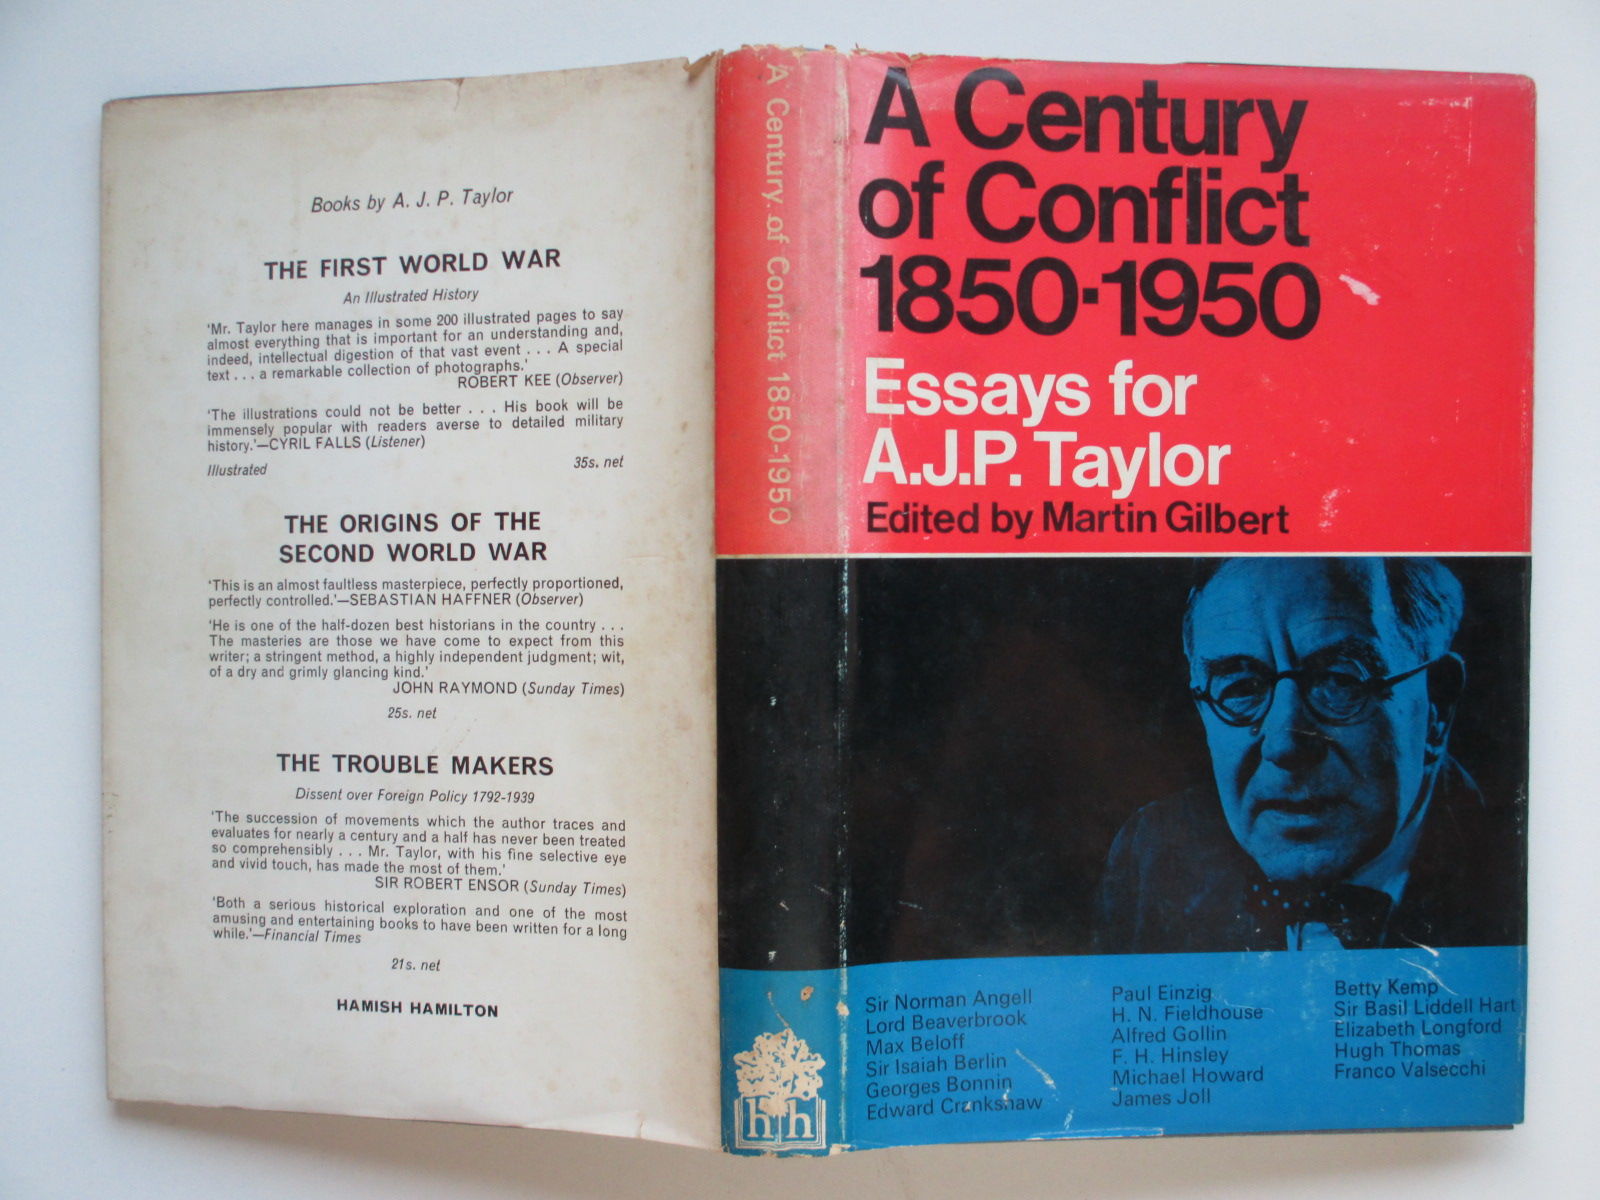 Books by A. J. P. Taylor
THE FIRST WORLD WAR
An Illustrated History
'Mr. Taylor here manages in some 200 illustrated pages to say
almost everything that is important for an understanding and,
indeed, intellectual digestion of that vast event . . . A special
text . . . a remarkable collection of photographs.'
ROBERT KEE (Observer)
'The illustrations could not be better . . . His book will be
immensely popular with readers averse to detailed military
history.'—CYRIL FALLS (Listener)
Illustrated 35s. net
THE ORIGINS OF THE
SECOND WORLD WAR
'This is an almost faultless masterpiece, perfectly proportioned,
perfectly controlled.'—SEBASTIAN HAFFNER (Observer)
'He is one of the half-dozen best historians in the country . . .
The masteries are those we have come to expect from this
writer; a stringent method, a highly independent judgment; wit,
of a dry and grimly glancing kind.'
JOHN RAYMOND (Sunday Times)
25s. net
THE TROUBLE MAKERS
Dissent over Foreign Policy 1792-1939
'The succession of movements which the author traces and
evaluates for nearly a century and a half has never been treated
so comprehensibly . . . Mr. Taylor, with his fine selective eye
and vivid touch, has made the most of them.'
SIR ROBERT ENSOR (Sunday Times)
'Both a serious historical exploration and one of the most
amusing and entertaining books to have been written for a long
while.'—Financial Times
21s. net
HAMISH HAMILTON
A Century of Conflict 1850-1950
h h
A Century
of Conflict
1850-1950
Essays for
A.J.P. Taylor
Edited by Martin Gilbert
Sir Norman Angell
Lord Beaverbrook
Max Beloff
Sir Isaiah Berlin
Georges Bonnin
Edward Crankshaw
Paul Einzig
H. N. Fieldhouse
Alfred Gollin
F. H. Hinsley
Michael Howard
James Joll
Betty Kemp
Sir Basil Liddell Hart
Elizabeth Longford
Hugh Thomas
Franco Valsecchi